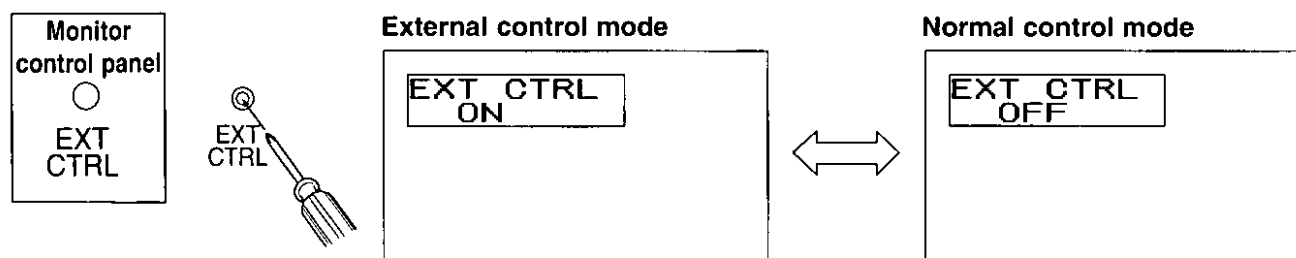 Monitor
control panel
EXT
CTRL
EXT
CTRL
External control mode
EXT CTRL
ON
Normal control mode
EXT CTRL
OFF